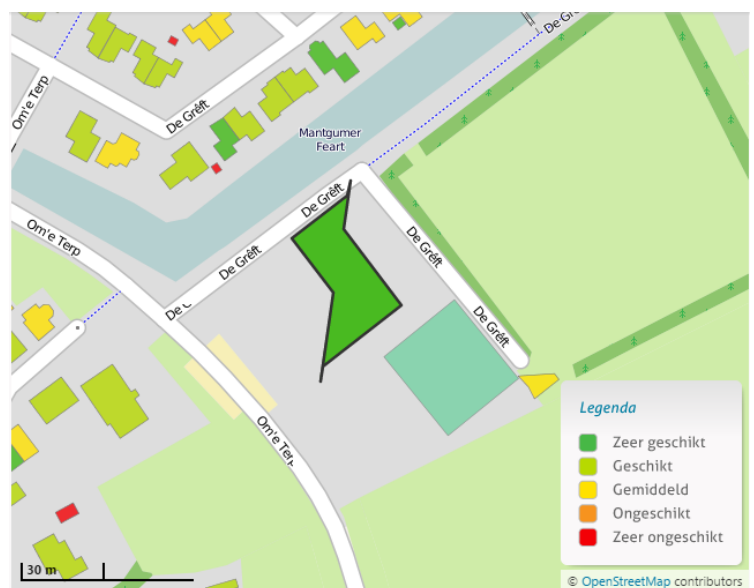 De Grêft
Om'e Terp
De Grêft
Mantgumer
Feart
De Grêft
De Grêft
De Grêft
Om'e Terp
De
De Grêft
Om'e Terp
Legenda
Zeer geschikt
Geschikt
Gemiddeld
Ongeschikt
Zeer ongeschikt
30 m
© OpenStreetMap contributors